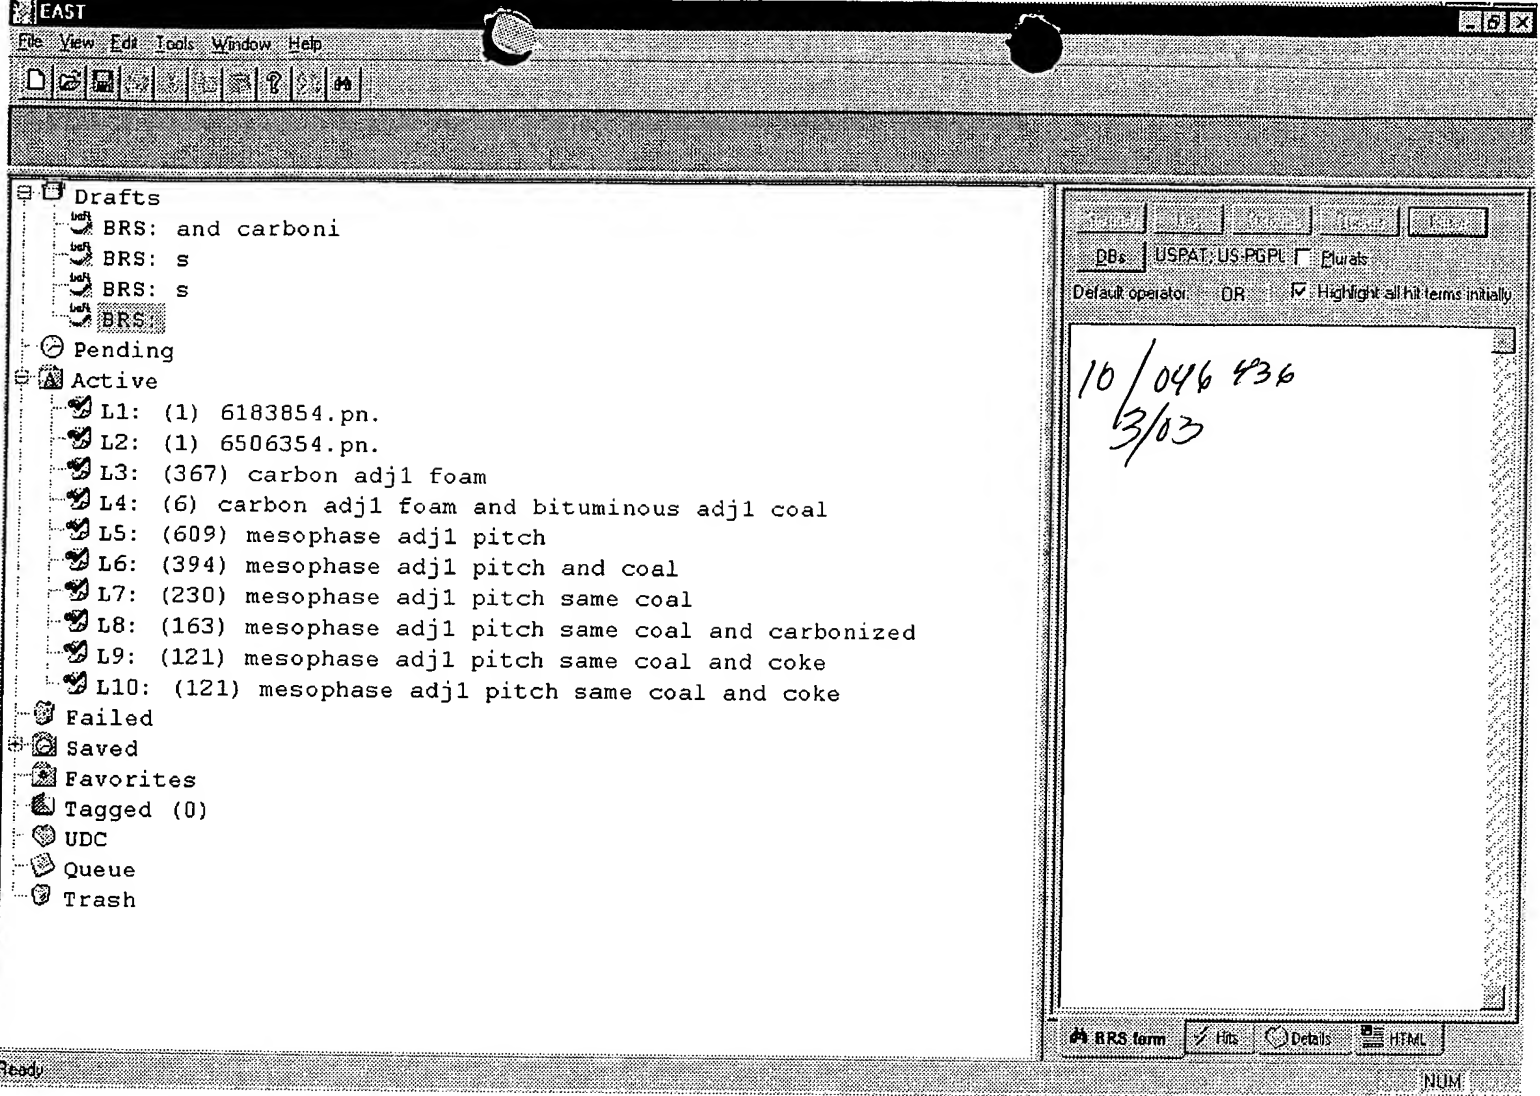 EAST
File View Edit Tools Window Help
Drafts
BRS: and carboni
BRS: s
BRS: s
BRS:
Pending
Active
L1: (1) 6183854.pn.
L2: (1) 6506354.pn.
L3: (367) carbon adj1 foam
L4: (6) carbon adj1 foam and bituminous adj1 coal
L5: (609) mesophase adj1 pitch
L6: (394) mesophase adj1 pitch and coal
L7: (230) mesophase adj1 pitch same coal
L8: (163) mesophase adj1 pitch same coal and carbonized
L9: (121) mesophase adj1 pitch same coal and coke
L10: (121) mesophase adj1 pitch same coal and coke
Failed
Saved
Favorites
Tagged (0)
UDC
Queue
Trash
DBs USPAT; US-PGPU Plurals
Default operator: OR Highlight all hit terms initially
10/046 436
3/03
BRS form Hits Details HTML
Ready
NUM